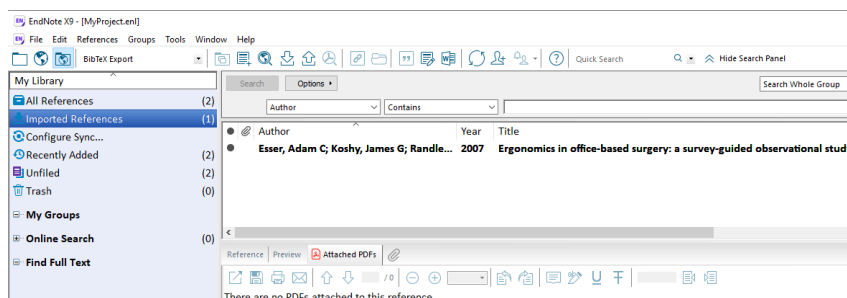 EndNote X9 - [MyProject.enl]
File Edit References Groups Tools Window Help
BibTeX Export Quick Search Hide Search Panel
My Library
All References (2)
Imported References (1)
Configure Sync...
Recently Added (2)
Unfiled (2)
Trash (0)
My Groups
Online Search (0)
Find Full Text
Search Options Search Whole Group
Author Contains
Author Year Title
Esser, Adam C; Koshy, James G; Randle... 2007 Ergonomics in office-based surgery: a survey-guided observational stud
Reference Preview Attached PDFs
/ 0
There are no PDFs attached to this reference